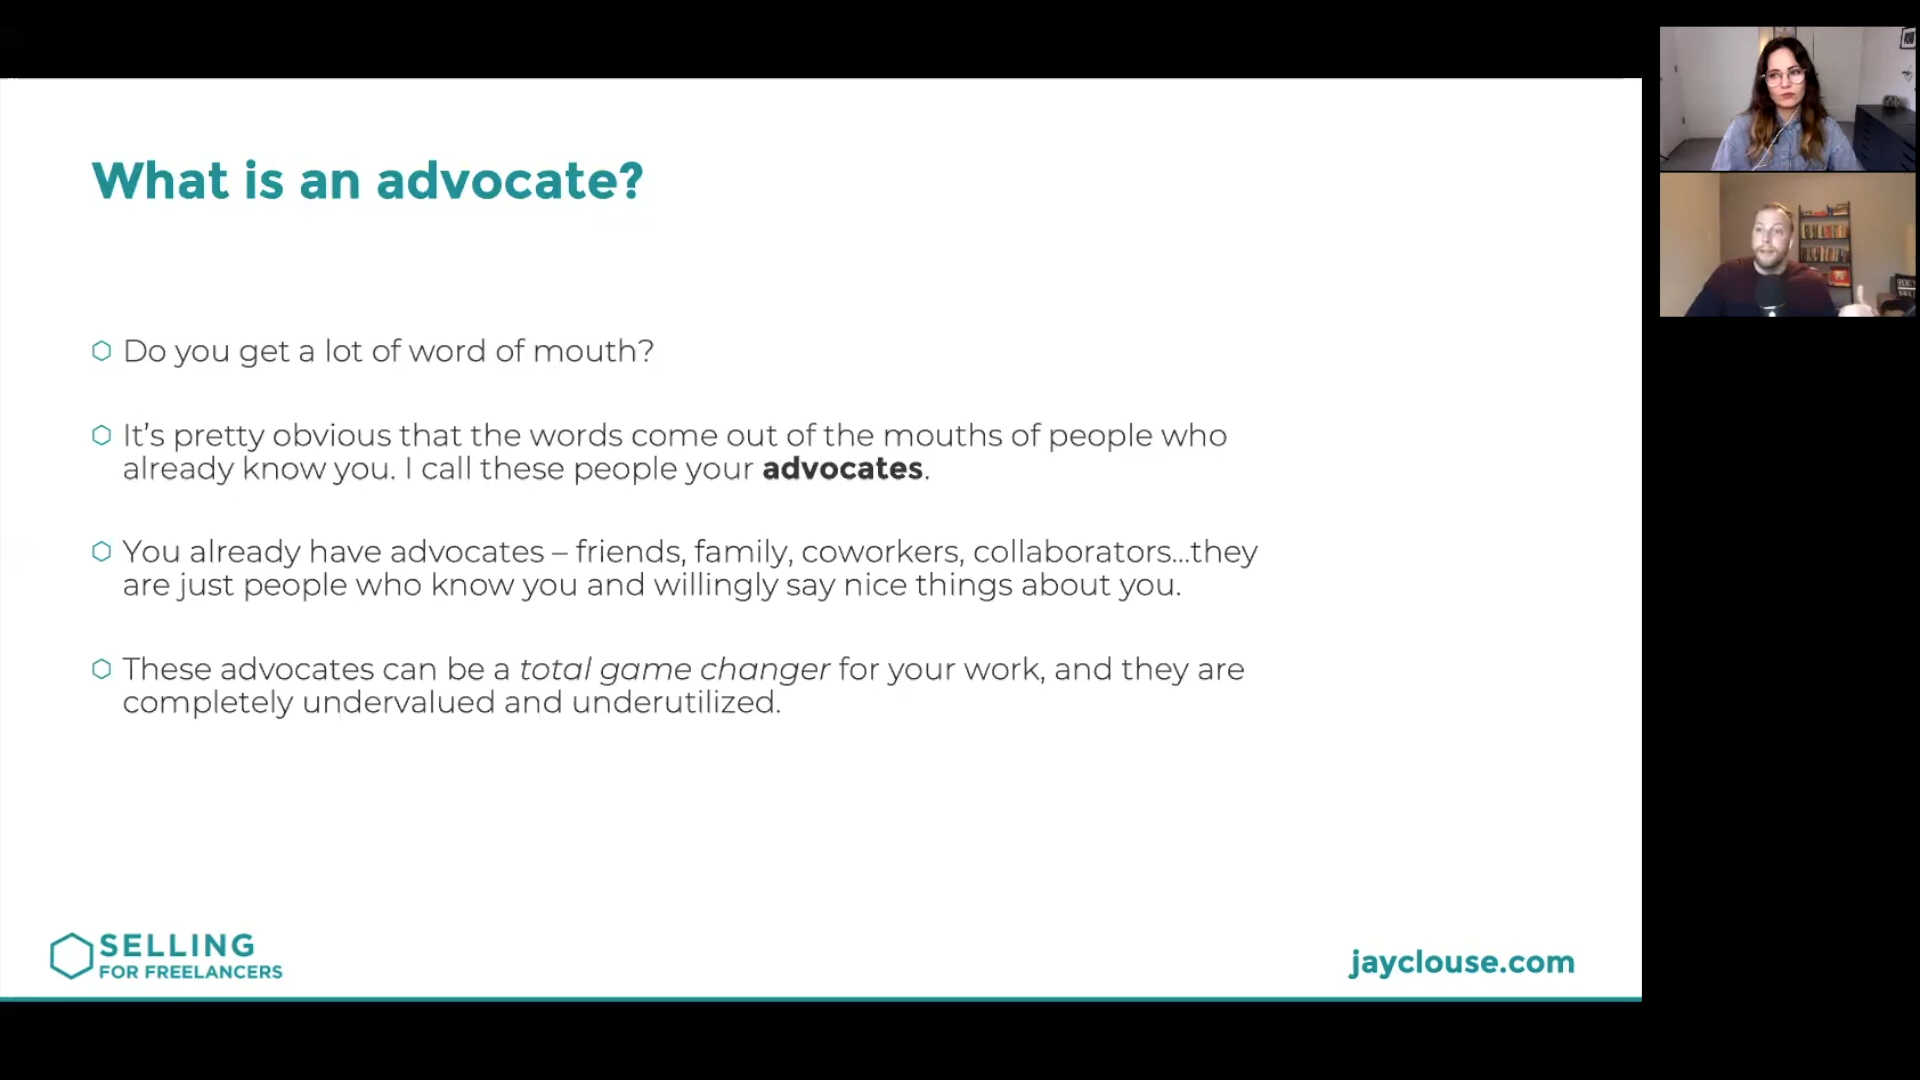 What is an advocate?
Do you get a lot of word of mouth?
It’s pretty obvious that the words come out of the mouths of people who
already know you. I call these people your advocates.
You already have advocates – friends, family, coworkers, collaborators...they
are just people who know you and willingly say nice things about you.
These advocates can be a total game changer for your work, and they are
completely undervalued and underutilized.
SELLING
FOR FREELANCERS
jayclouse.com